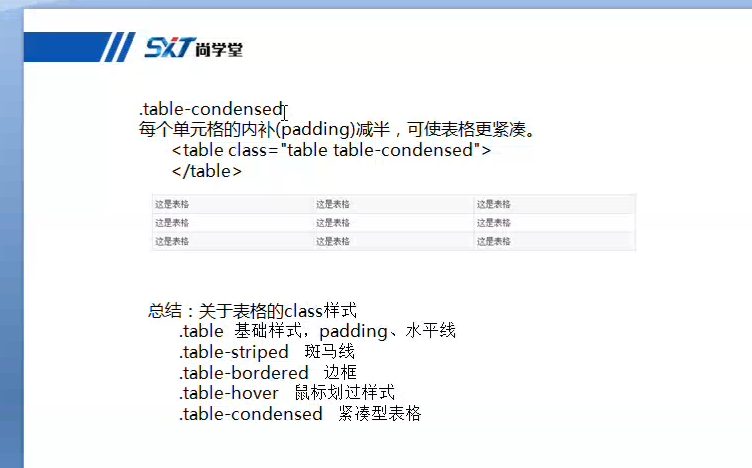 SXT尚学堂
.table-condensed
每个单元格的内补(padding)减半，可使表格更紧凑。
<table class="table table-condensed">
</table>
这是表格 这是表格 这是表格
这是表格 这是表格 这是表格
这是表格 这是表格 这是表格
总结：关于表格的class样式
.table 基础样式，padding、水平线
.table-striped 斑马线
.table-bordered 边框
.table-hover 鼠标划过样式
.table-condensed 紧凑型表格